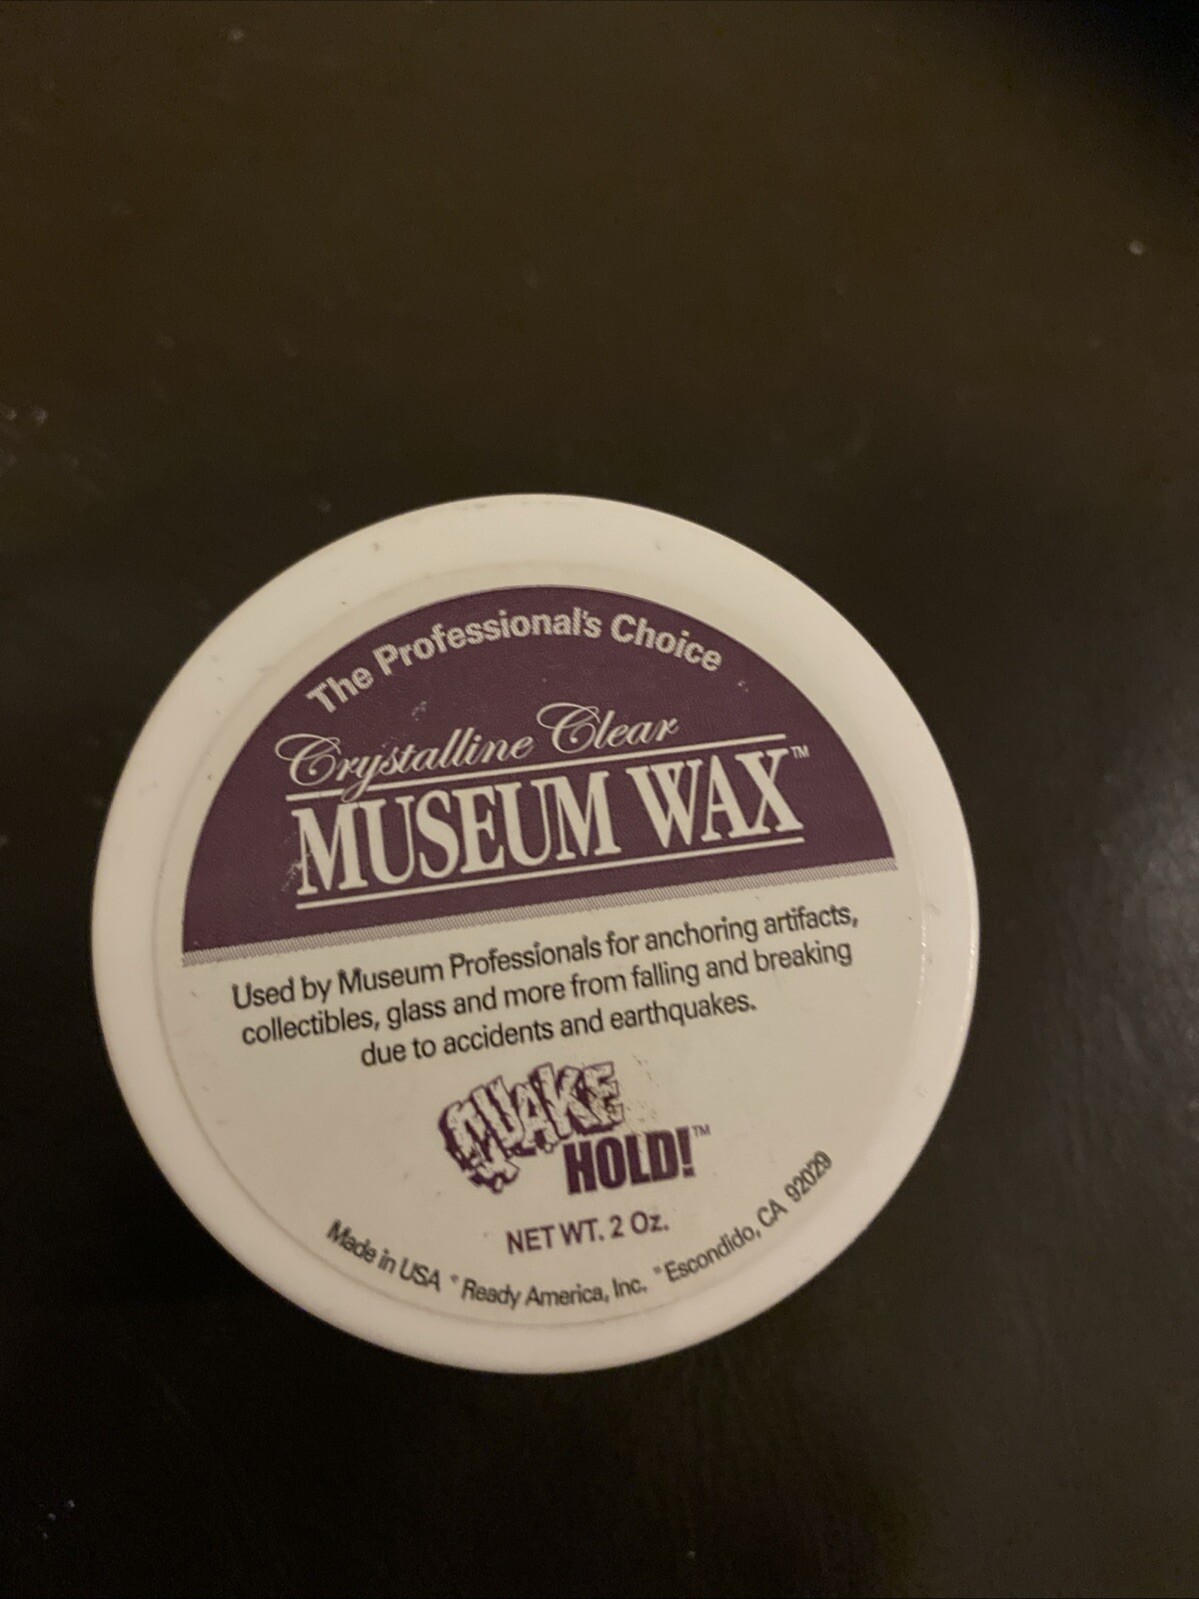 The Professional's Choice
Crystalline Clear
MUSEUM WAX™
Used by Museum Professionals for anchoring artifacts,
collectibles, glass and more from falling and breaking
due to accidents and earthquakes.
QUAKE
HOLD!™
NET WT. 2 Oz.
Made in USA * Ready America, Inc. * Escondido, CA 92029